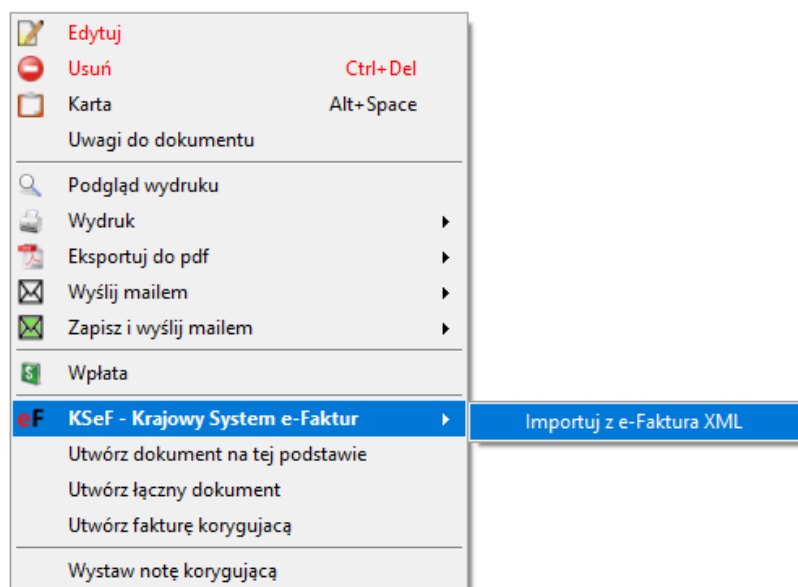 Edytuj
Usuń Ctrl+Del
Karta Alt+Space
Uwagi do dokumentu
Podgląd wydruku
Wydruk
Eksportuj do pdf
Wyślij mailem
Zapisz i wyślij mailem
$ Wpłata
eF KSeF - Krajowy System e-Faktur Importuj z e-Faktura XML
Utwórz dokument na tej podstawie
Utwórz łączny dokument
Utwórz fakturę korygujacą
Wystaw notę korygującą